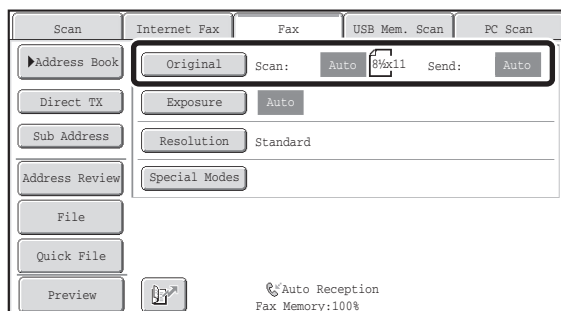 Scan Internet Fax Fax USB Mem. Scan PC Scan
Address Book Original Scan: Auto 8½x11 Send: Auto
Direct TX Exposure Auto
Sub Address Resolution Standard
Address Review Special Modes
File
Quick File
Preview Auto Reception
Fax Memory:100%